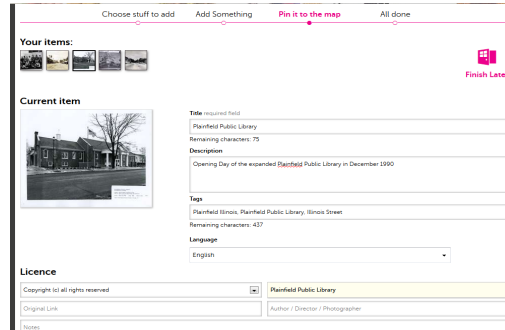 Choose stuff to add Add Something Pin it to the map All done
Your items:
Finish Late
Current item
Title required field
Plainfield Public Library
Remaining characters: 75
Description
Opening Day of the expanded Plainfield Public Library in December 1990
Tags
Plainfield Illinois, Plainfield Public Library, Illinois Street
Remaining characters: 437
Language
English
Licence
Copyright (c) all rights reserved Plainfield Public Library
Original Link Author / Director / Photographer
Notes